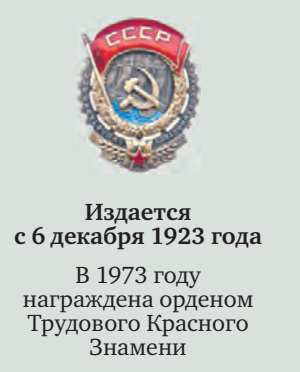 СССР
Издается
с 6 декабря 1923 года
В 1973 году
награждена орденом
Трудового Красного
Знамени